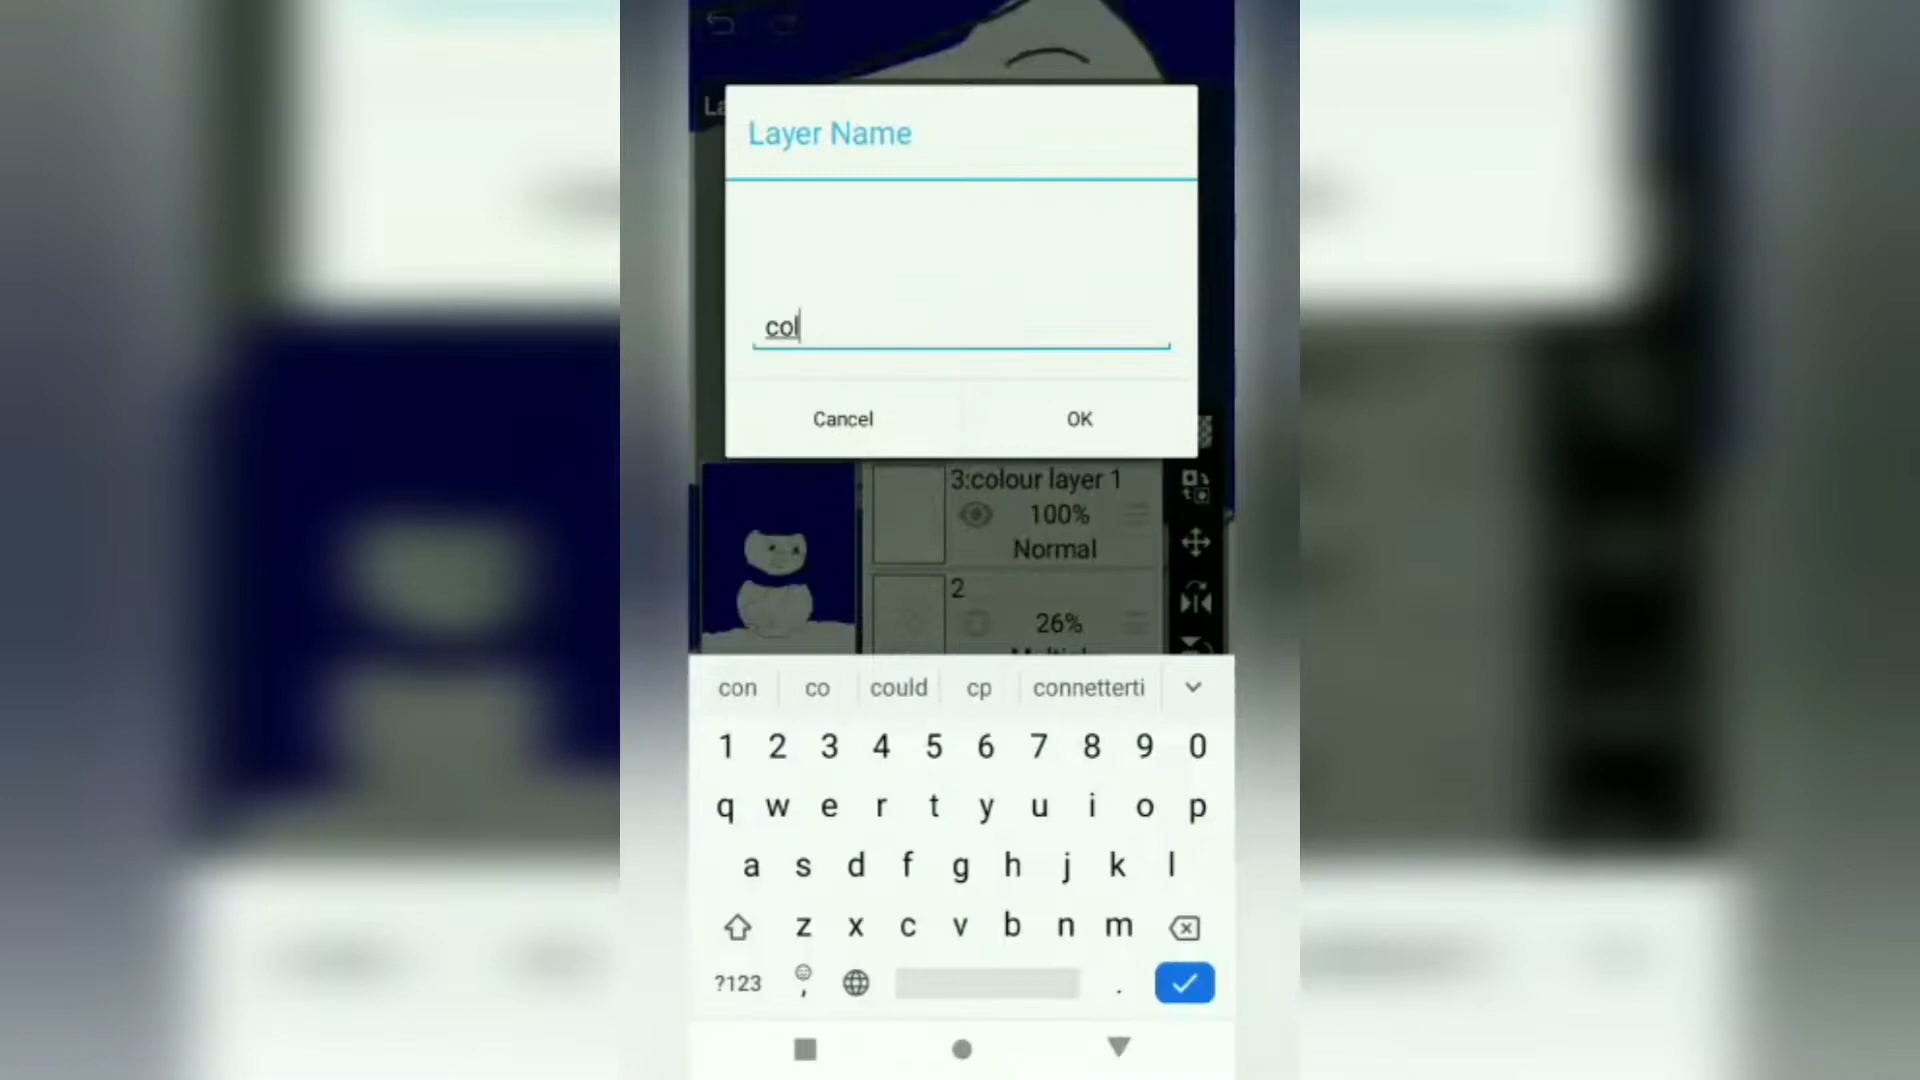 La
Layer Name
col
Cancel OK
3:colour layer 1
100%
Normal
2
26%
con co could cp connetterti
1 2 3 4 5 6 7 8 9 0
q w e r t y u i o p
a s d f g h j k l
z x c v b n m
?123 , .